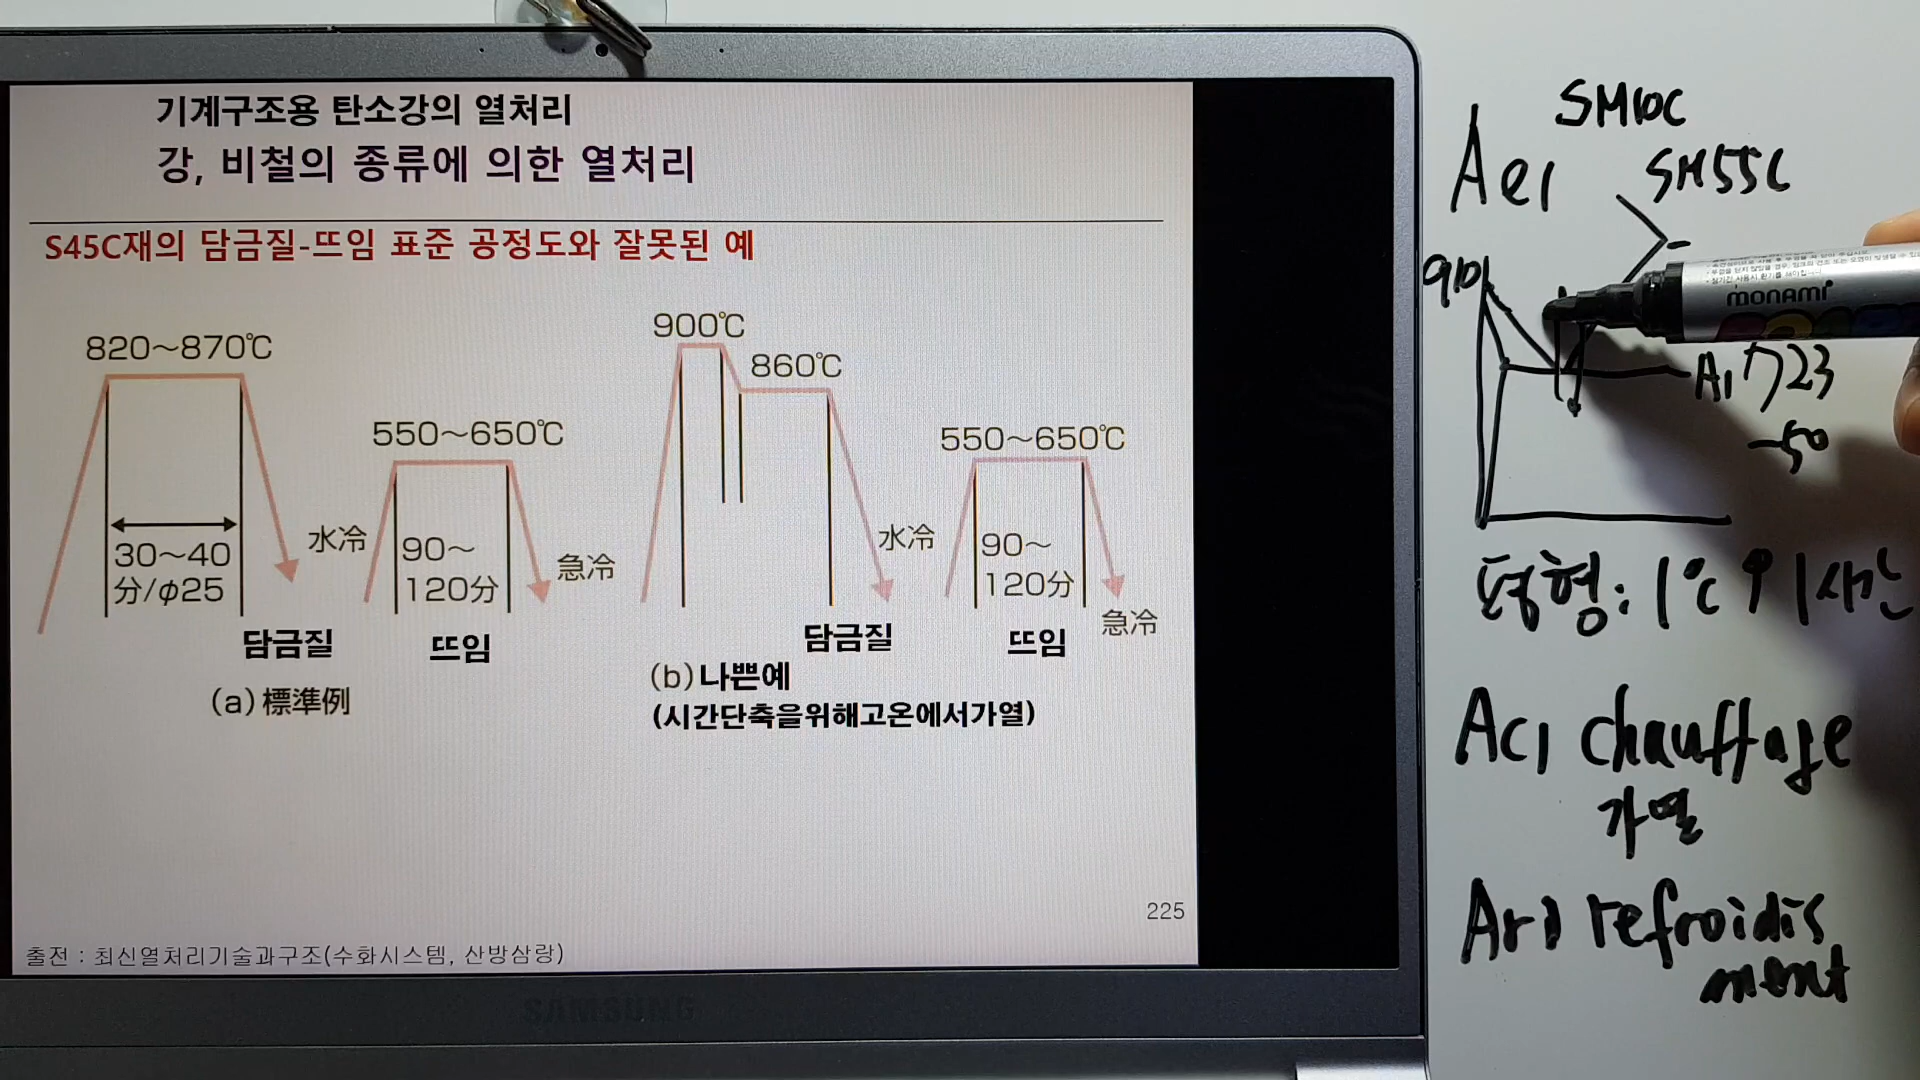 기계구조용 탄소강의 열처리
강, 비철의 종류에 의한 열처리
S45C재의 담금질-뜨임 표준 공정도와 잘못된 예
820～870℃
30～40
分/φ25
水冷
담금질
550～650℃
90～
120分
急冷
뜨임
(a)標準例
900℃
860℃
水冷
담금질
550～650℃
90～
120分
急冷
뜨임
(b)나쁜예
(시간단축을위해고온에서가열)
225
출전 : 최신열처리기술과구조(수화시스템, 산방삼랑)
SAMSUNG
SM10C
Ae1
SM55C
910
monami
A1 723
-50
평형: 1℃ 1시간
Ac1 chauffage
가열
Ar1 refroidis
ment